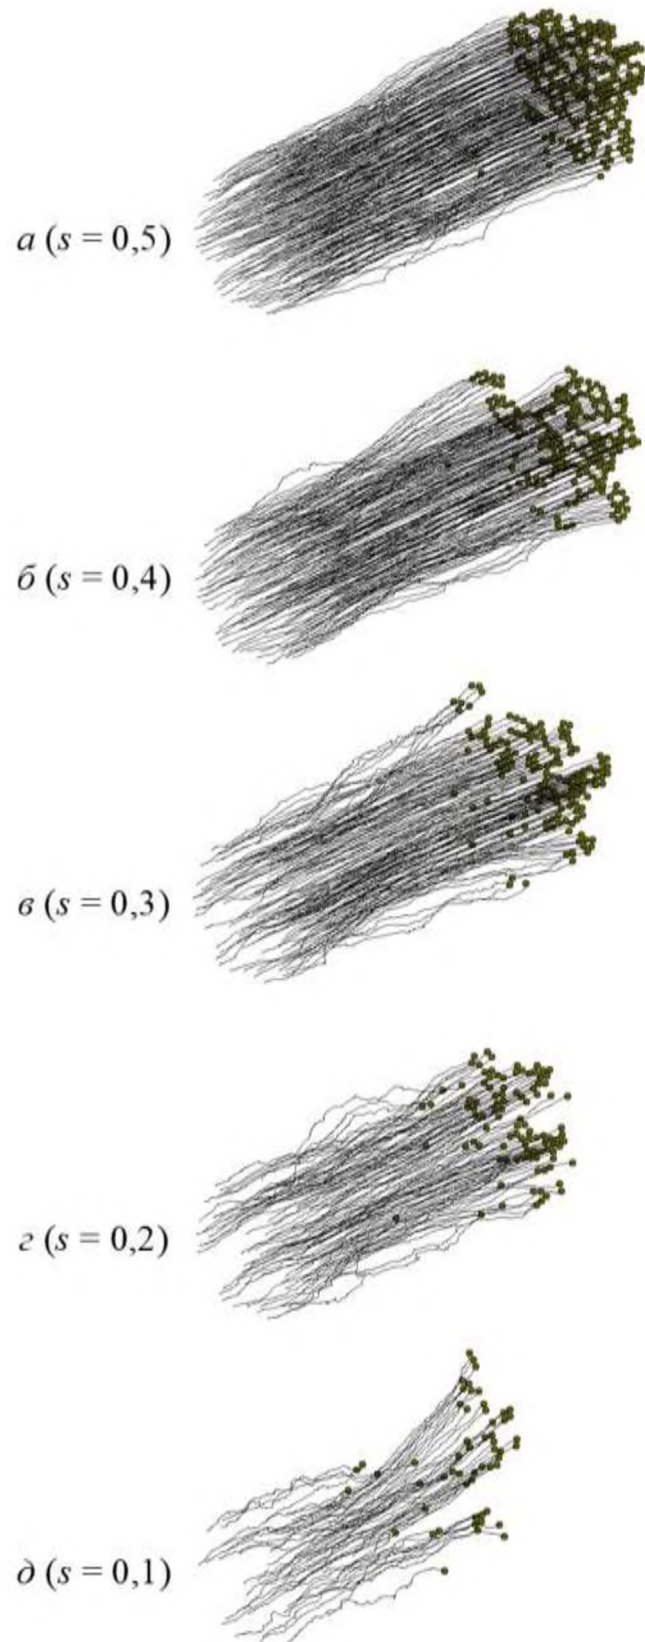 а (s = 0,5)
б (s = 0,4)
в (s = 0,3)
г (s = 0,2)
д (s = 0,1)